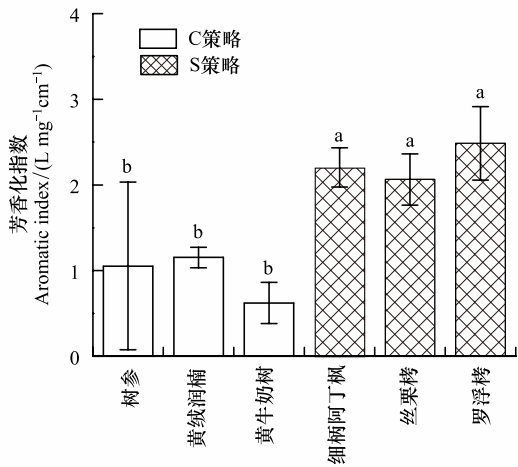 芳香化指数
Aromatic index/(L mg⁻¹cm⁻¹)
4
3
2
1
0
C策略
S策略
b
b
b
a
a
a
树参
黄绒润楠
黄牛奶树
细柄阿丁枫
丝栗栲
罗浮栲